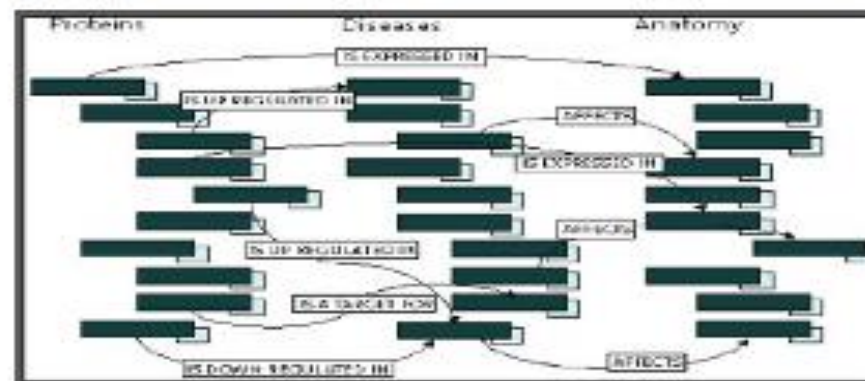 Proteins Diseases Anatomy
IS EXPRESSED IN
IS UP REGULATED IN
AFFECTS
IS EXPRESSED IN
AFFECTS
IS UP REGULATED IN
IS A TARGET FOR
IS DOWN REGULATED IN
AFFECTS